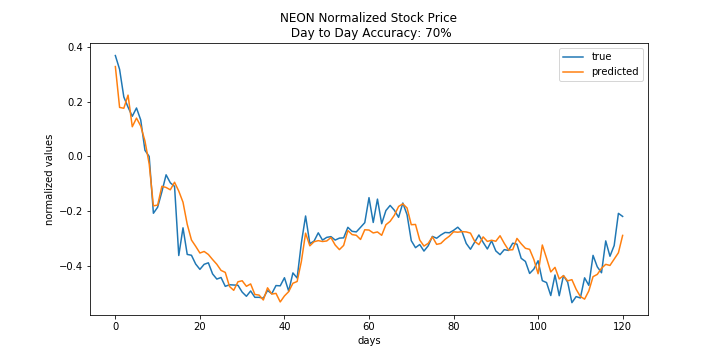 NEON Normalized Stock Price
Day to Day Accuracy: 70%
0.4
0.2
0.0
−0.2
−0.4
normalized values
true
predicted
0
20
40
60
80
100
120
days